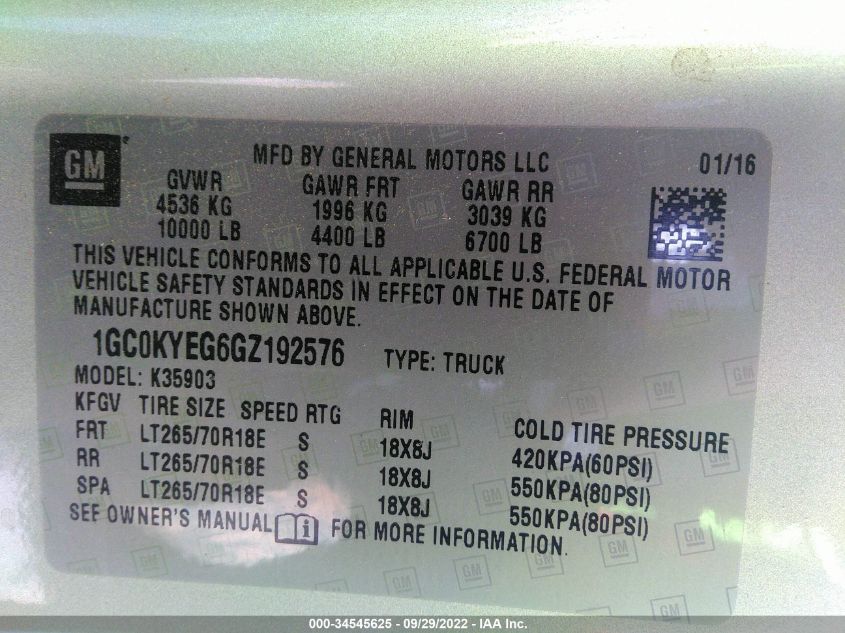 GM
MFD BY GENERAL MOTORS LLC 01/16
GVWR GAWR FRT GAWR RR
4536 KG 1996 KG 3039 KG
10000 LB 4400 LB 6700 LB
THIS VEHICLE CONFORMS TO ALL APPLICABLE U.S. FEDERAL MOTOR
VEHICLE SAFETY STANDARDS IN EFFECT ON THE DATE OF
MANUFACTURE SHOWN ABOVE.
1GC0KYEG6GZ192576 TYPE: TRUCK
MODEL: K35903
KFGV TIRE SIZE SPEED RTG RIM COLD TIRE PRESSURE
FRT LT265/70R18E S 18X8J 420KPA(60PSI)
RR LT265/70R18E S 18X8J 550KPA(80PSI)
SPA LT265/70R18E S 18X8J 550KPA(80PSI)
SEE OWNER'S MANUAL i FOR MORE INFORMATION.
000-34545625 - 09/29/2022 - IAA Inc.